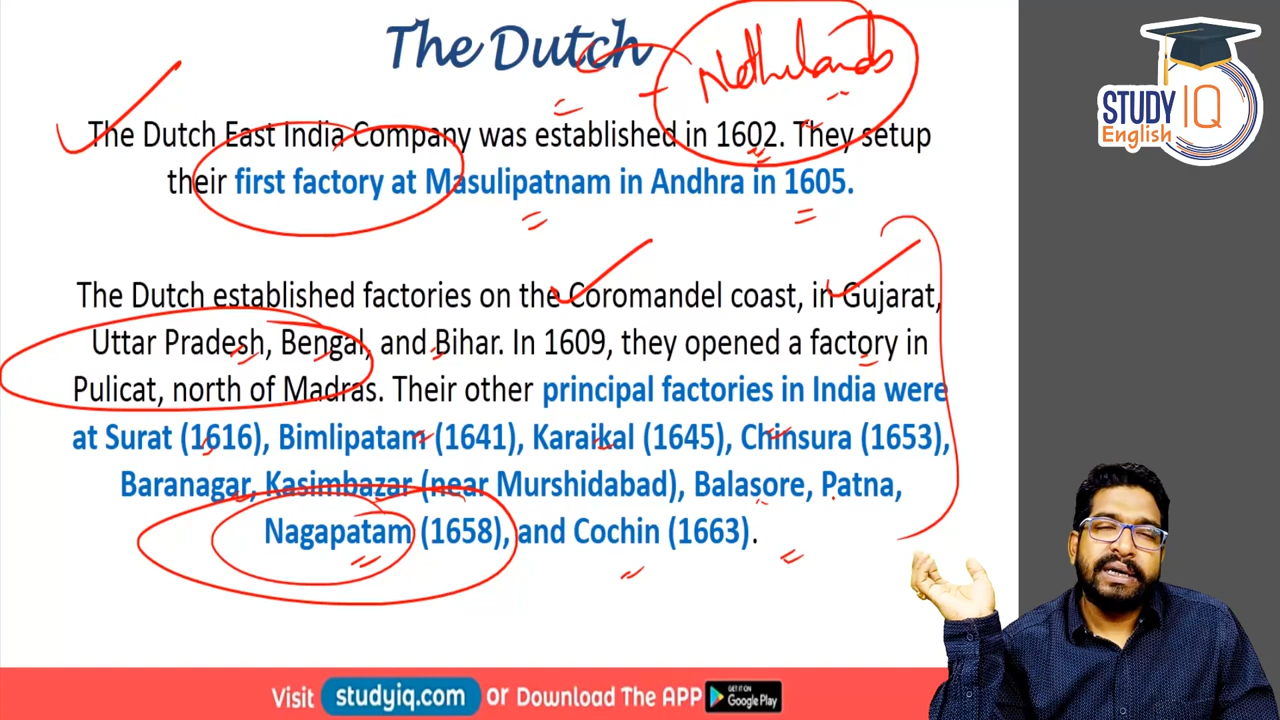 The Dutch
Netherlands
STUDY IQ
English
The Dutch East India Company was established in 1602. They setup
their first factory at Masulipatnam in Andhra in 1605.
The Dutch established factories on the Coromandel coast, in Gujarat,
Uttar Pradesh, Bengal, and Bihar. In 1609, they opened a factory in
Pulicat, north of Madras. Their other principal factories in India were
at Surat (1616), Bimlipatam (1641), Karaikal (1645), Chinsura (1653),
Baranagar, Kasimbazar (near Murshidabad), Balasore, Patna,
Nagapatam (1658), and Cochin (1663).
Visit studyiq.com or Download The APP GET IT ON Google Play